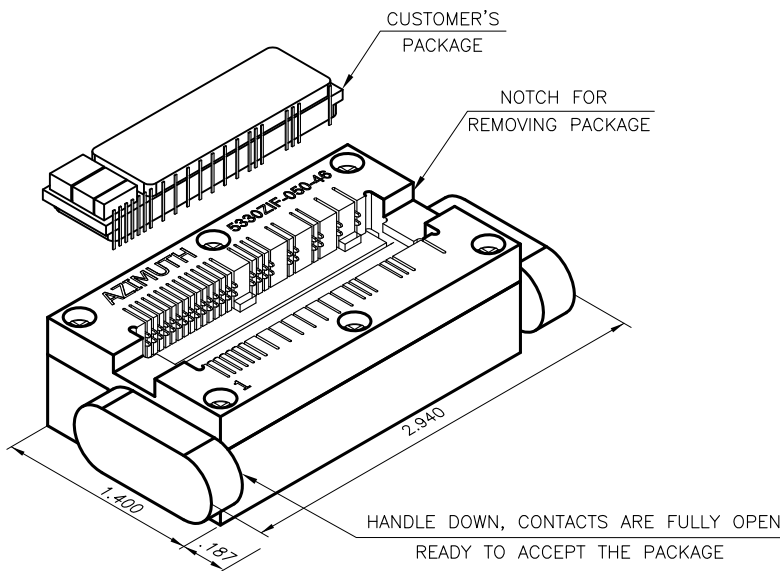 CUSTOMER'S
PACKAGE
NOTCH FOR
REMOVING PACKAGE
5330ZIF-050-46
AZIMUTH
1
2.940
1.400
.187
HANDLE DOWN, CONTACTS ARE FULLY OPEN
READY TO ACCEPT THE PACKAGE